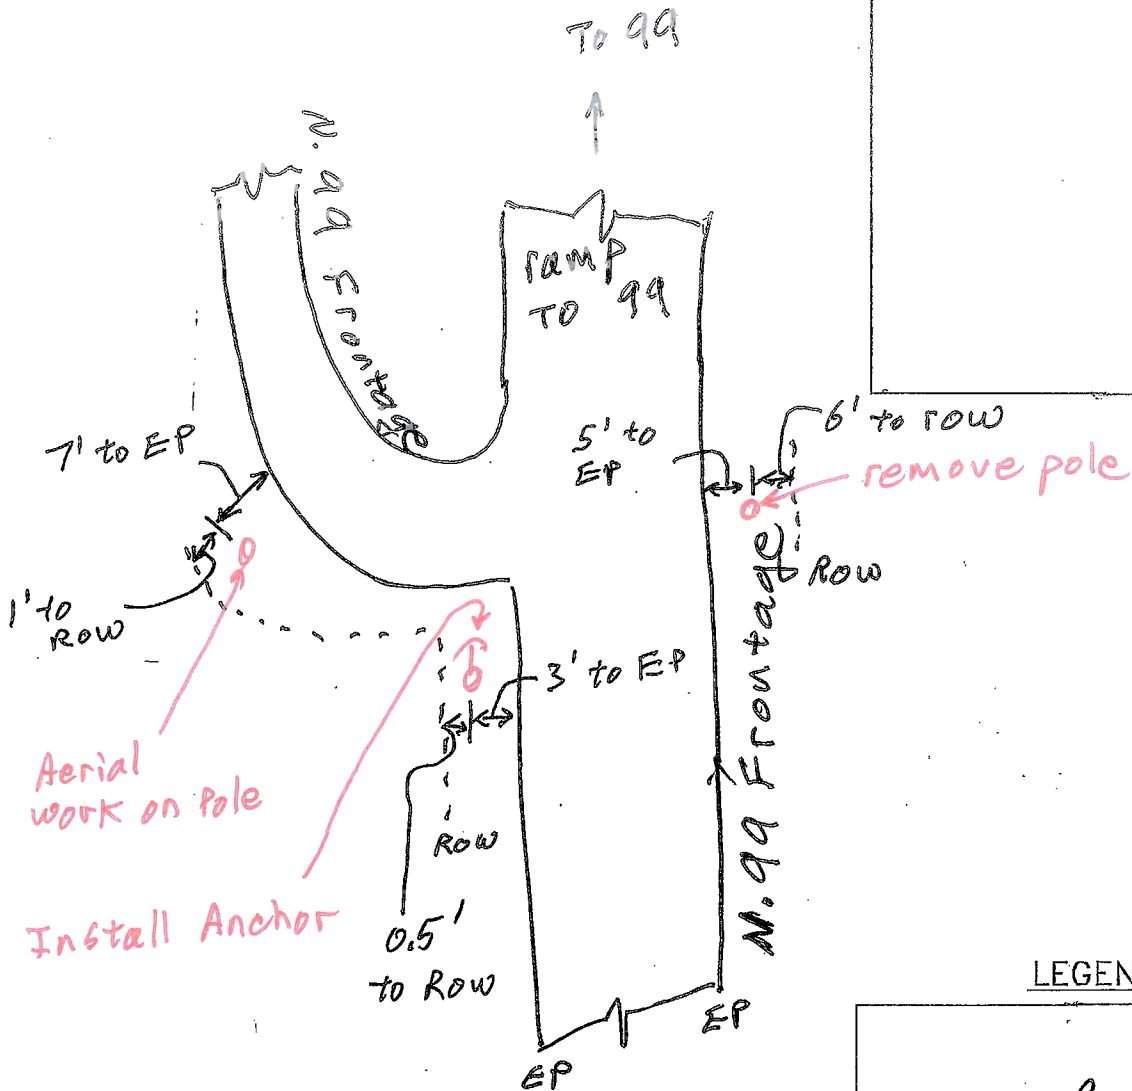 To 99
N. 99 Frontage
ramp
TO 99
7' to EP
5' to
EP
6' to row
remove pole
Row
1' to
ROW
3' to EP
N. 99 Frontage
Aerial
work on Pole
ROW
Install Anchor
0.5'
to Row
LEGEN
EP
EP